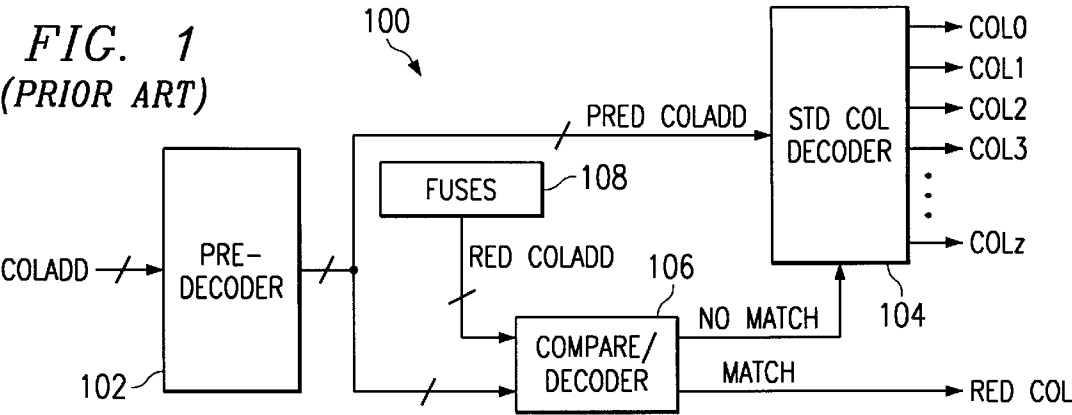 FIG. 1
(PRIOR ART)
100
COL0
COL1
COL2
COL3
COLz
STD COL
DECODER
104
PRED COLADD
FUSES
108
RED COLADD
COLADD
PRE-
DECODER
102
106
COMPARE/
DECODER
NO MATCH
MATCH
RED COL